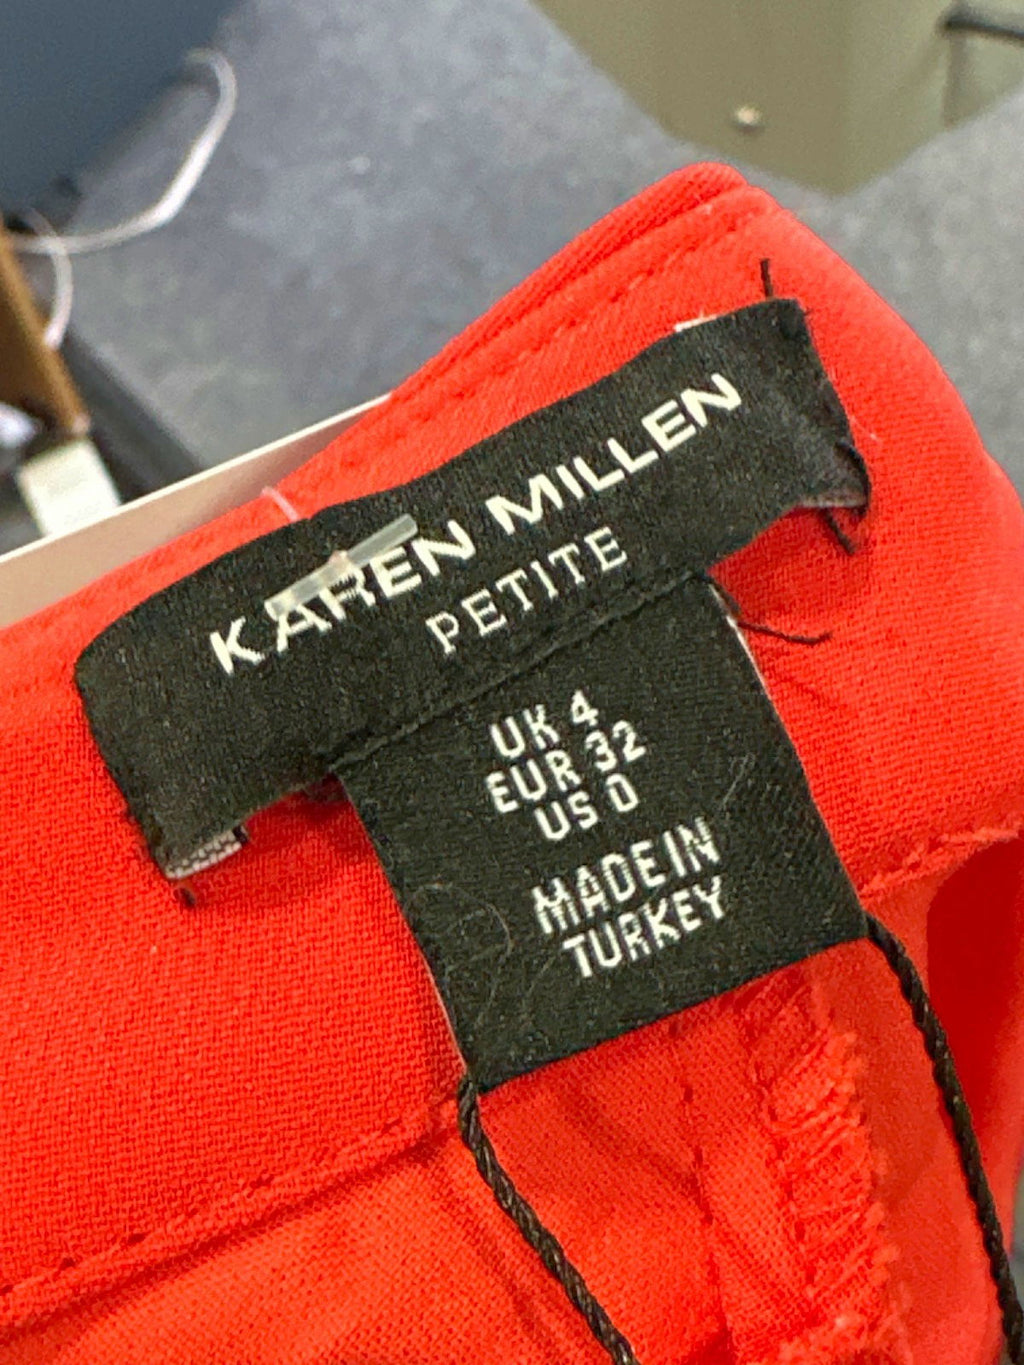 KAREN MILLEN
PETITE
UK 4
EUR 32
US 0
MADE IN
TURKEY